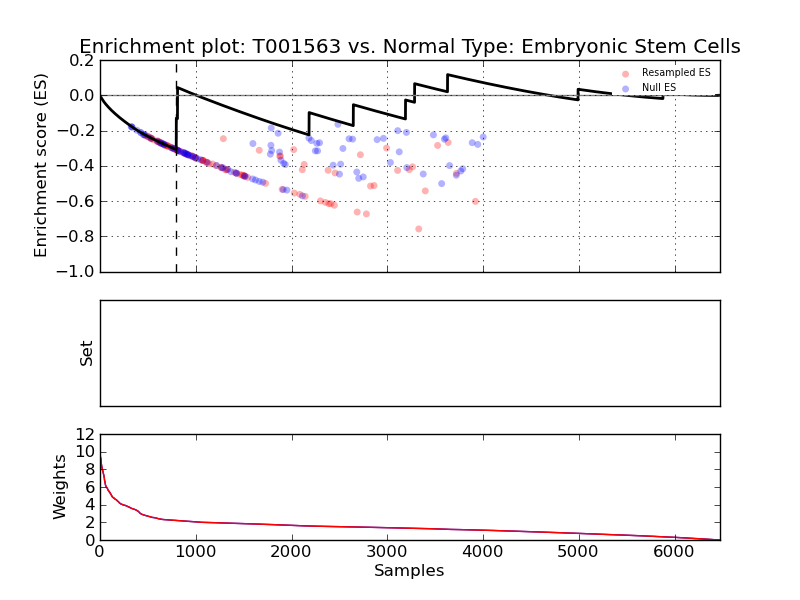 Enrichment plot: T001563 vs. Normal Type: Embryonic Stem Cells
Enrichment score (ES)
0.2
0.0
−0.2
−0.4
−0.6
−0.8
−1.0
Resampled ES
Null ES
Set
Weights
12
10
8
6
4
2
0
0 1000 2000 3000 4000 5000 6000
Samples